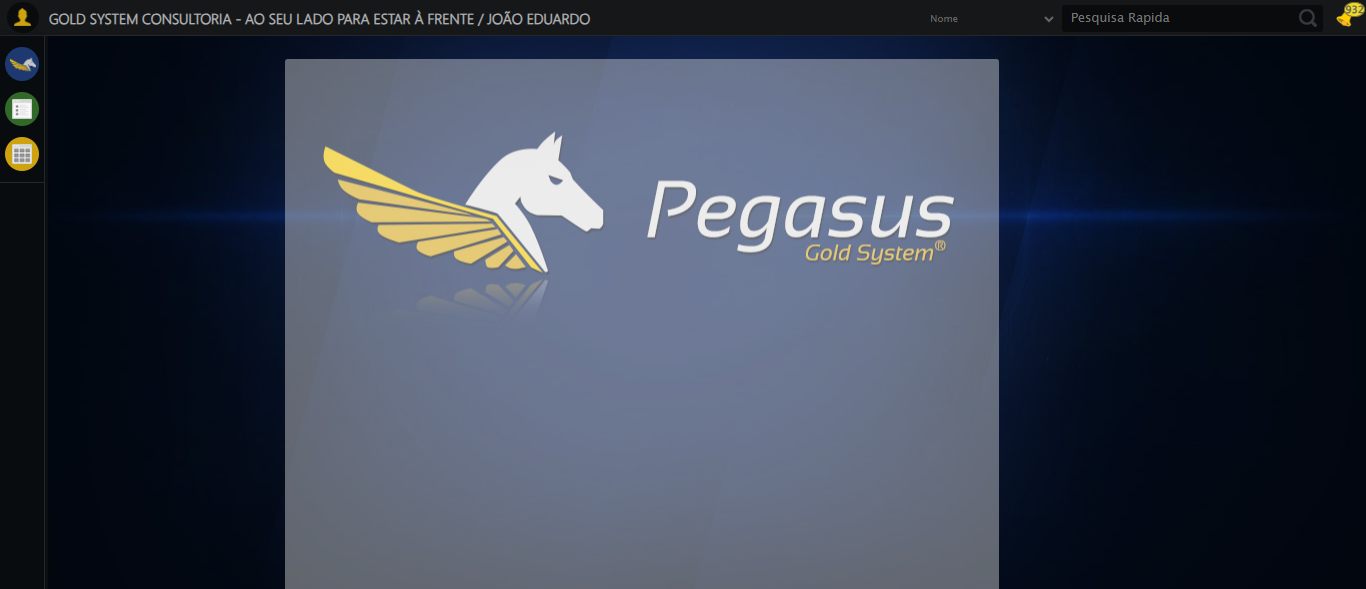 GOLD SYSTEM CONSULTORIA - AO SEU LADO PARA ESTAR À FRENTE / JOÃO EDUARDO
Nome
Pesquisa Rapida
932
Pegasus
Gold System®